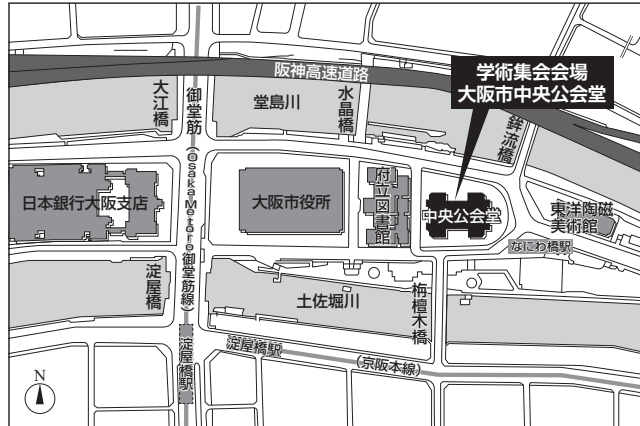 阪神高速道路
学術集会会場
大阪市中央公会堂
大江橋
御堂筋
(Osaka Metoro 御堂筋線)
堂島川
水晶橋
鉾流橋
日本銀行大阪支店
大阪市役所
府立図書館
中央公会堂
東洋陶磁
美術館
なにわ橋駅
淀屋橋
土佐堀川
栴檀木橋
淀屋橋駅
淀屋橋駅
(京阪本線)
N